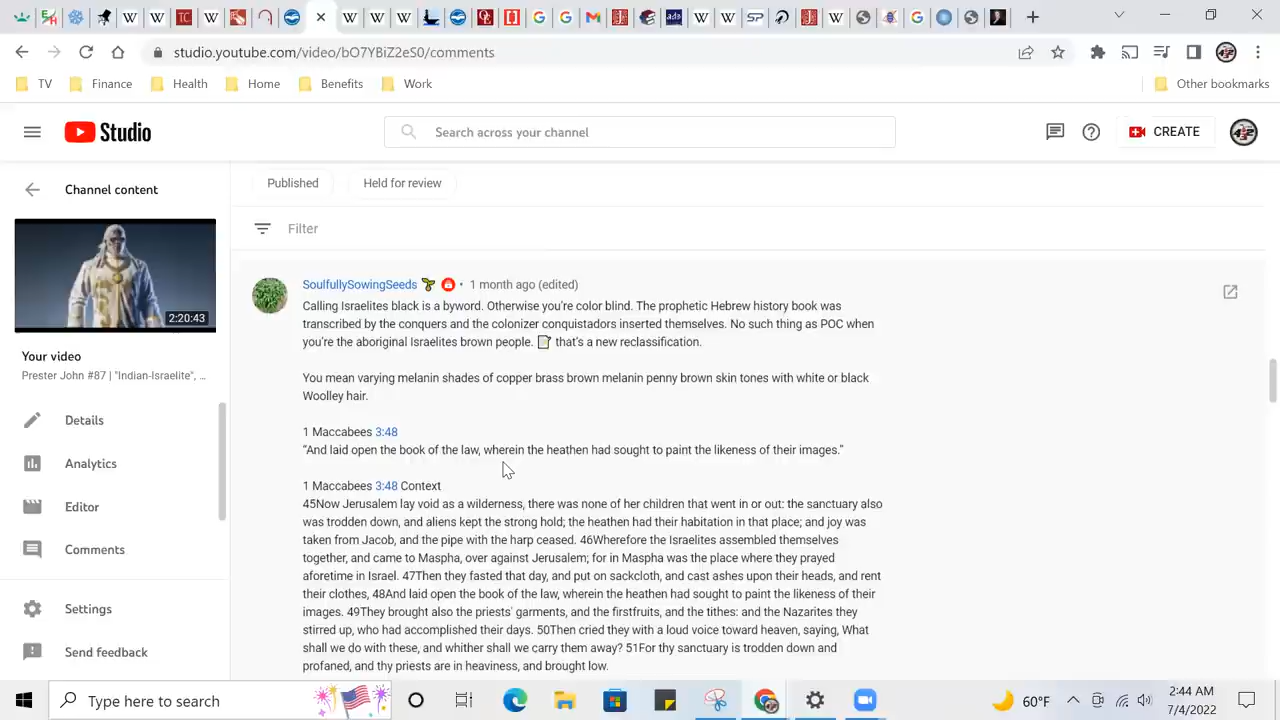 studio.youtube.com/video/bO7YBiZ2eS0/comments
TV
Finance
Health
Home
Benefits
Work
Other bookmarks
Studio
Search across your channel
CREATE
Channel content
2:20:43
Your video
Prester John #87 | "Indian-Israelite", ...
Details
Analytics
Editor
Comments
Settings
Send feedback
Published
Held for review
Filter
SoulfullySowingSeeds • 1 month ago (edited)
Calling Israelites black is a byword. Otherwise you're color blind. The prophetic Hebrew history book was
transcribed by the conquers and the colonizer conquistadors inserted themselves. No such thing as POC when
you're the aboriginal Israelites brown people. 📝 that's a new reclassification.
You mean varying melanin shades of copper brass brown melanin penny brown skin tones with white or black
Woolley hair.
1 Maccabees 3:48
“And laid open the book of the law, wherein the heathen had sought to paint the likeness of their images.”
1 Maccabees 3:48 Context
45Now Jerusalem lay void as a wilderness, there was none of her children that went in or out: the sanctuary also
was trodden down, and aliens kept the strong hold; the heathen had their habitation in that place; and joy was
taken from Jacob, and the pipe with the harp ceased. 46Wherefore the Israelites assembled themselves
together, and came to Maspha, over against Jerusalem; for in Maspha was the place where they prayed
aforetime in Israel. 47Then they fasted that day, and put on sackcloth, and cast ashes upon their heads, and rent
their clothes, 48And laid open the book of the law, wherein the heathen had sought to paint the likeness of their
images. 49They brought also the priests' garments, and the firstfruits, and the tithes: and the Nazarites they
stirred up, who had accomplished their days. 50Then cried they with a loud voice toward heaven, saying, What
shall we do with these, and whither shall we carry them away? 51For thy sanctuary is trodden down and
profaned, and thy priests are in heaviness, and brought low.
Type here to search
60°F
2:44 AM
7/4/2022